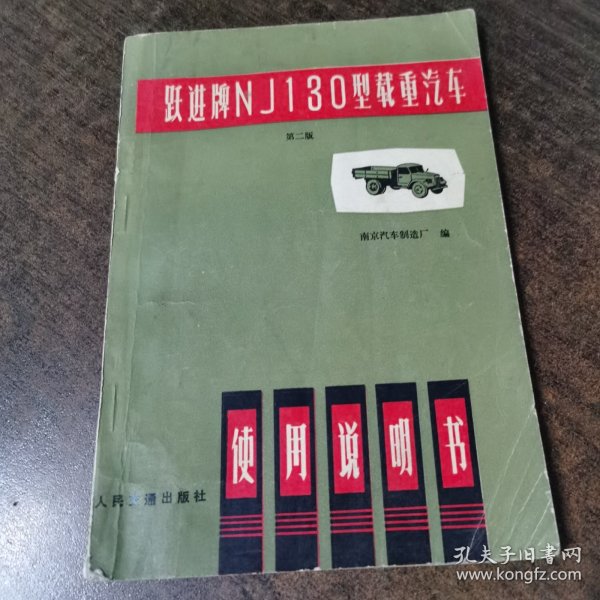 跃进牌NJ130型载重汽车
第二版
南京汽车制造厂 编
使用说明书
人民交通出版社
孔夫子旧书网
www.kongfz.com